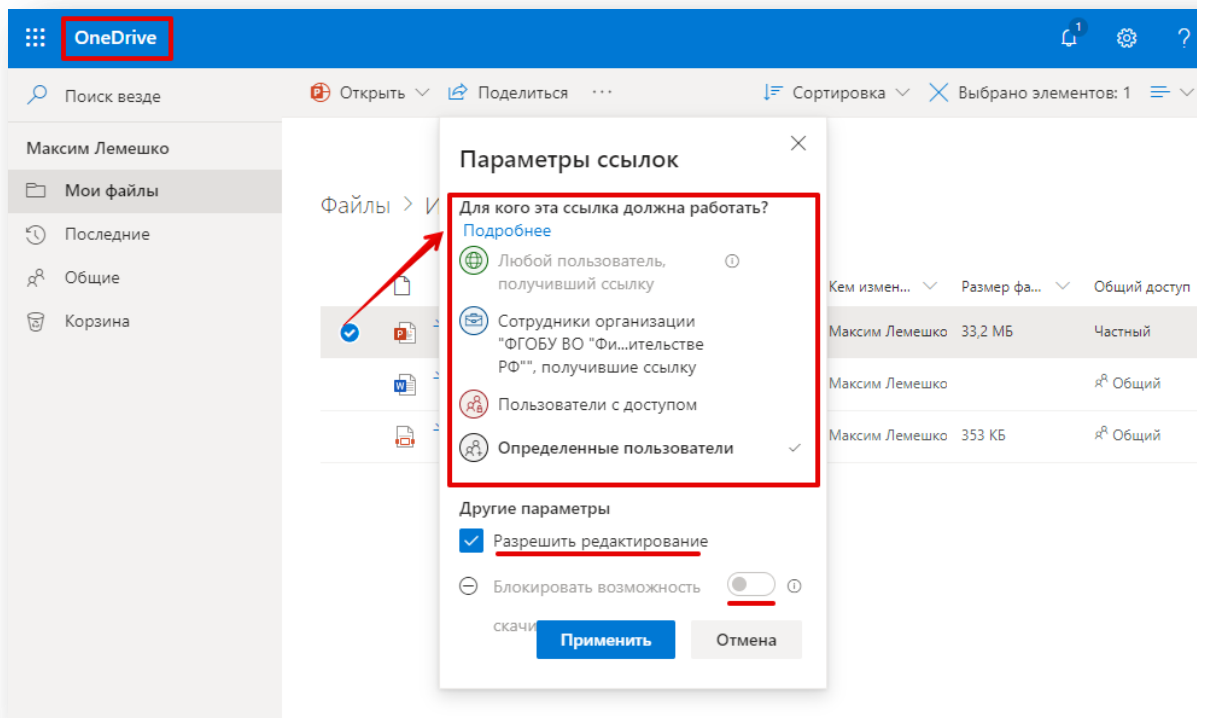 OneDrive
1
?
Поиск везде
Открыть
Поделиться
...
Сортировка
Выбрано элементов: 1
Максим Лемешко
Мои файлы
Последние
Общие
Корзина
Файлы > И
Параметры ссылок
Для кого эта ссылка должна работать?
Подробнее
Любой пользователь,
получивший ссылку
Сотрудники организации
"ФГОБУ ВО "Фи...ительстве
РФ"", получившие ссылку
Пользователи с доступом
Определенные пользователи
Другие параметры
Разрешить редактирование
Блокировать возможность
скачи
Применить
Отмена
Кем измен... Размер фа... Общий доступ
Максим Лемешко 33,2 МБ Частный
Максим Лемешко Общий
Максим Лемешко 353 КБ Общий